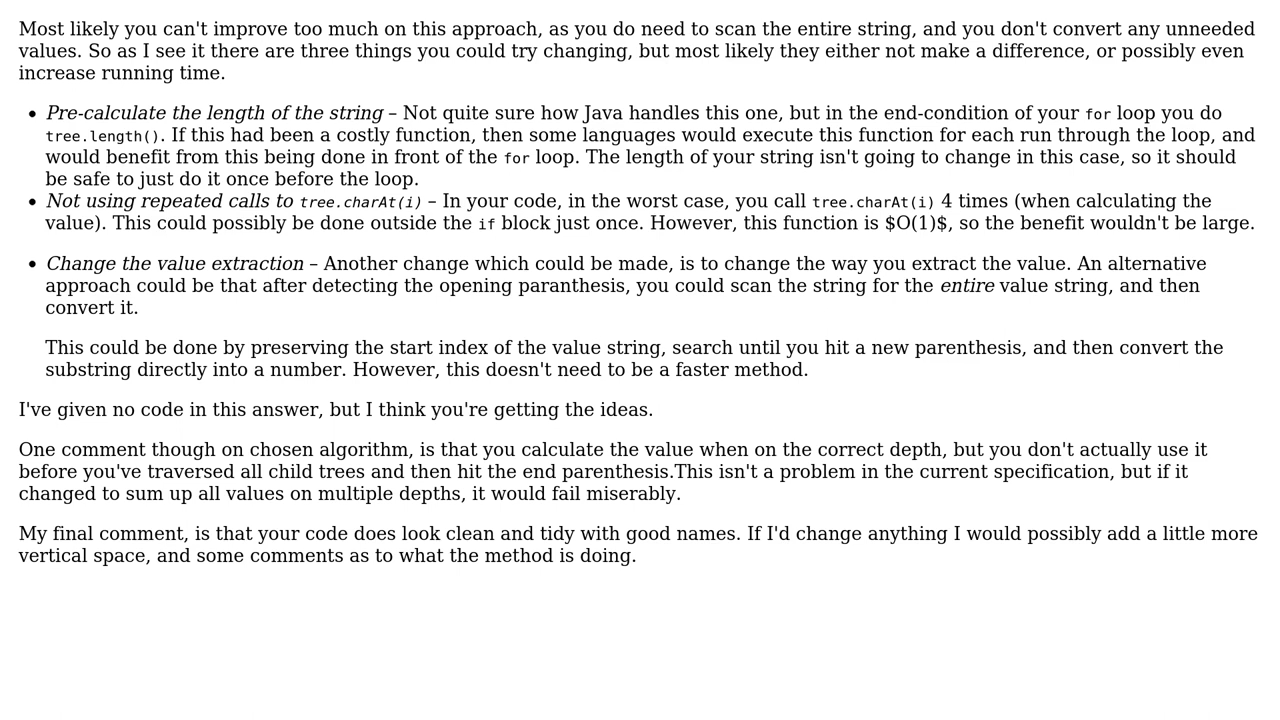 Most likely you can't improve too much on this approach, as you do need to scan the entire string, and you don't convert any unneeded
values. So as I see it there are three things you could try changing, but most likely they either not make a difference, or possibly even
increase running time.
• Pre-calculate the length of the string – Not quite sure how Java handles this one, but in the end-condition of your for loop you do
tree.length(). If this had been a costly function, then some languages would execute this function for each run through the loop, and
would benefit from this being done in front of the for loop. The length of your string isn't going to change in this case, so it should
be safe to just do it once before the loop.
• Not using repeated calls to tree.charAt(i) – In your code, in the worst case, you call tree.charAt(i) 4 times (when calculating the
value). This could possibly be done outside the if block just once. However, this function is $O(1)$, so the benefit wouldn't be large.
• Change the value extraction – Another change which could be made, is to change the way you extract the value. An alternative
approach could be that after detecting the opening paranthesis, you could scan the string for the entire value string, and then
convert it.
This could be done by preserving the start index of the value string, search until you hit a new parenthesis, and then convert the
substring directly into a number. However, this doesn't need to be a faster method.
I've given no code in this answer, but I think you're getting the ideas.
One comment though on chosen algorithm, is that you calculate the value when on the correct depth, but you don't actually use it
before you've traversed all child trees and then hit the end parenthesis.This isn't a problem in the current specification, but if it
changed to sum up all values on multiple depths, it would fail miserably.
My final comment, is that your code does look clean and tidy with good names. If I'd change anything I would possibly add a little more
vertical space, and some comments as to what the method is doing.